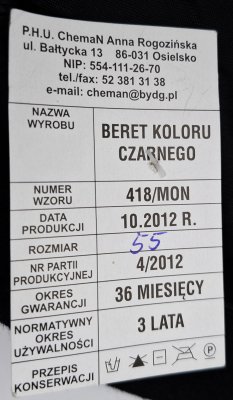 P.H.U. ChemaN Anna Rogozińska
ul. Bałtycka 13 86-031 Osielsko
NIP: 554-111-26-70
tel./fax: 52 381 31 38
e-mail: cheman@bydg.pl
NAZWA WYROBU
BERET KOLORU CZARNEGO
NUMER WZORU
418/MON
DATA PRODUKCJI
10.2012 R.
ROZMIAR
55
NR PARTII PRODUKCYJNEJ
4/2012
OKRES GWARANCJI
36 MIESIĘCY
NORMATYWNY OKRES UŻYWALNOŚCI
3 LATA
PRZEPIS KONSERWACJI
P